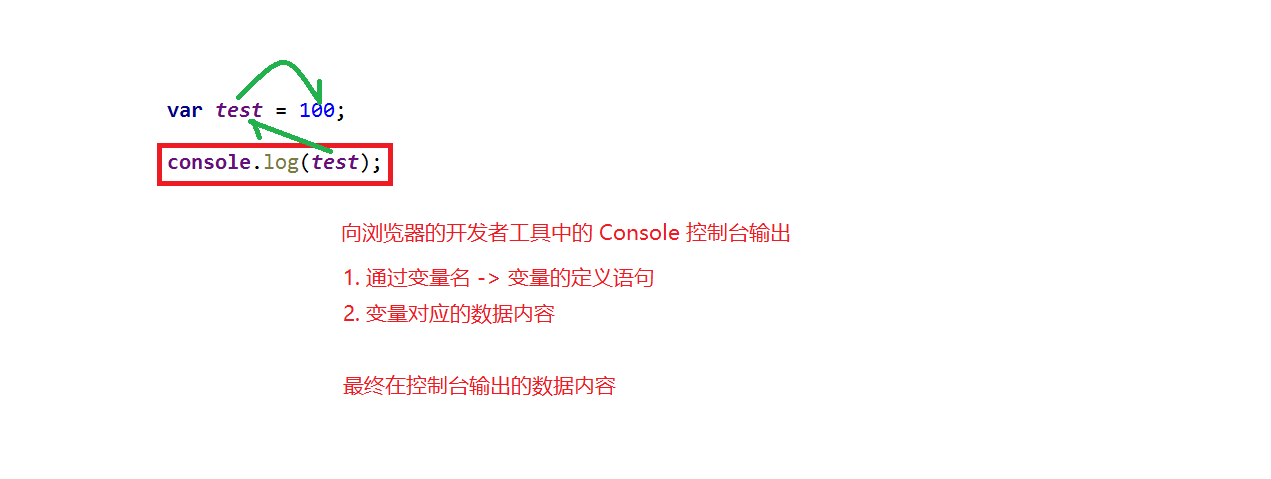 var test = 100;
console.log(test);
向浏览器的开发者工具中的 Console 控制台输出
1. 通过变量名 -> 变量的定义语句
2. 变量对应的数据内容
最终在控制台输出的数据内容